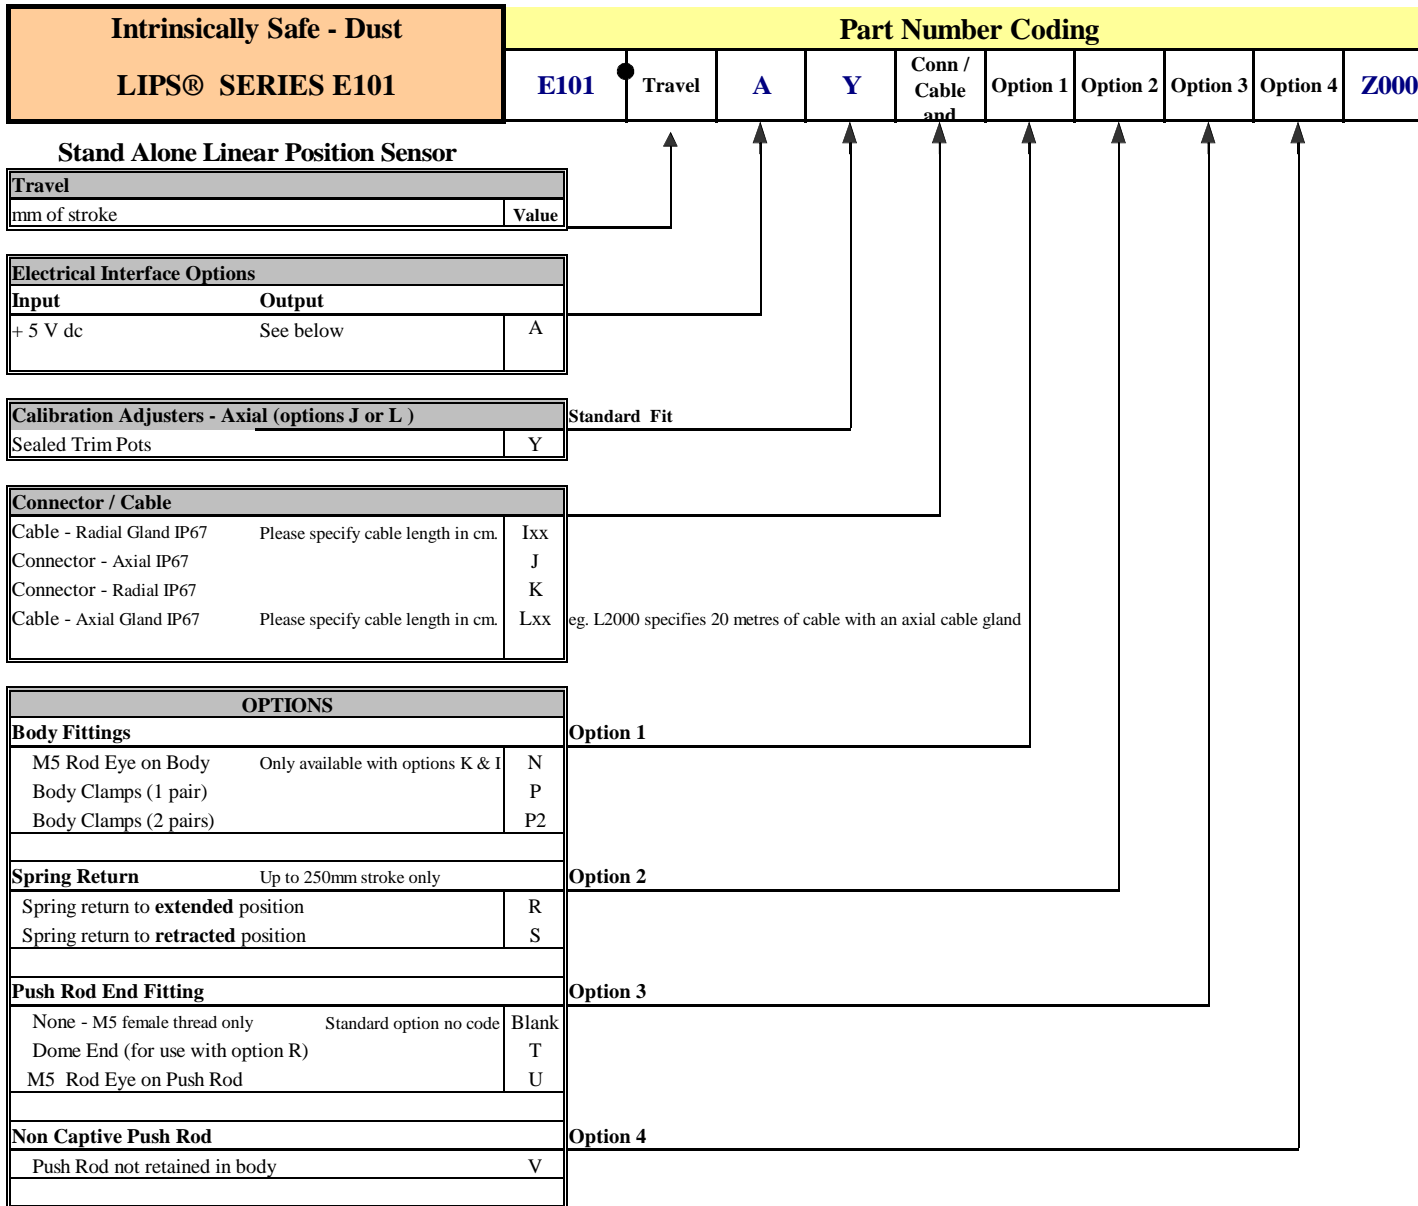 Intrinsically Safe - Dust
LIPS® SERIES E101
Part Number Coding
E101 Travel A Y Conn / Cable and Option 1 Option 2 Option 3 Option 4 Z000
Stand Alone Linear Position Sensor
Travel
mm of stroke Value
Electrical Interface Options
Input Output
+ 5 V dc See below A
Calibration Adjusters - Axial (options J or L ) Standard Fit
Sealed Trim Pots Y
Connector / Cable
Cable - Radial Gland IP67 Please specify cable length in cm. Ixx
Connector - Axial IP67 J
Connector - Radial IP67 K
Cable - Axial Gland IP67 Please specify cable length in cm. Lxx eg. L2000 specifies 20 metres of cable with an axial cable gland
OPTIONS
Body Fittings Option 1
M5 Rod Eye on Body Only available with options K & I N
Body Clamps (1 pair) P
Body Clamps (2 pairs) P2
Spring Return Up to 250mm stroke only Option 2
Spring return to extended position R
Spring return to retracted position S
Push Rod End Fitting Option 3
None - M5 female thread only Standard option no code Blank
Dome End (for use with option R) T
M5 Rod Eye on Push Rod U
Non Captive Push Rod Option 4
Push Rod not retained in body V